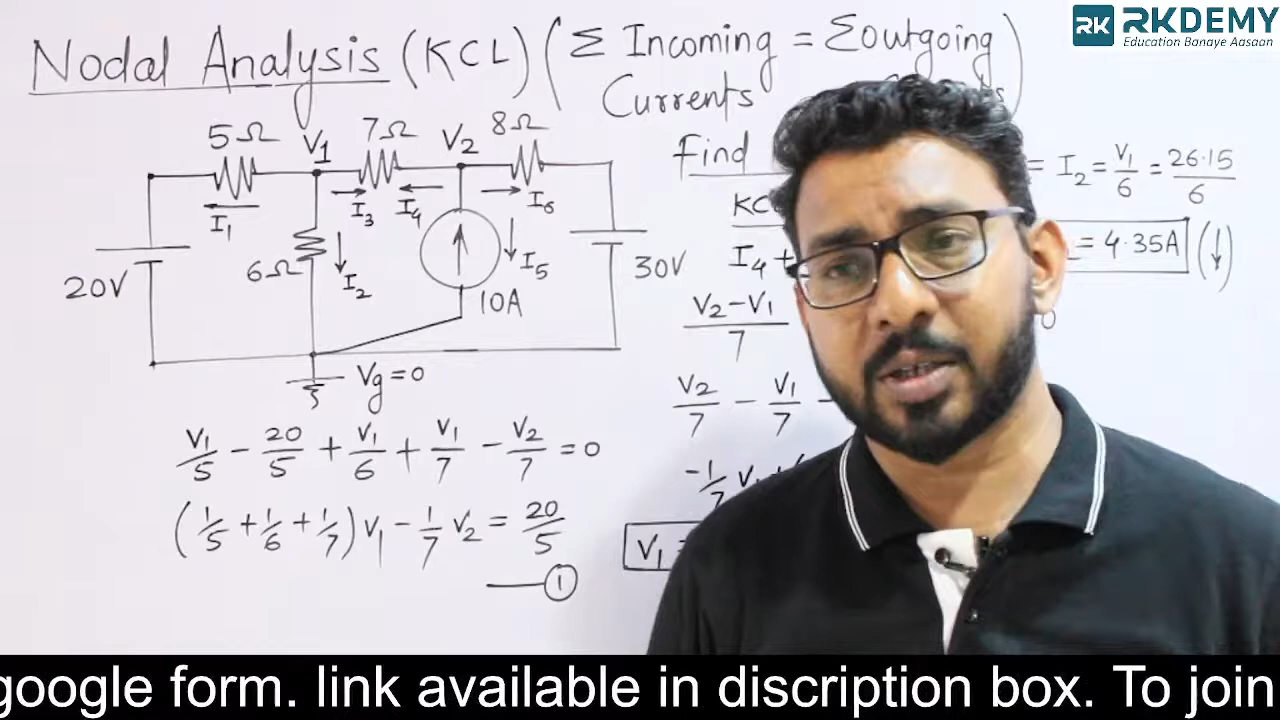 RK RKDEMY
Education Banaye Aasaan
Nodal Analysis (KCL) (Σ Incoming = Σoutgoing
Currents
5Ω V1 7Ω V2 8Ω
I1 I3 I4 I6
6Ω I2 I5
20V 10A 30V
Vg=0
V1/5 - 20/5 + V1/6 + V1/7 - V2/7 = 0
(1/5 + 1/6 + 1/7) V1 - 1/7 V2 = 20/5
1
Find
= I2 = V1/6 = 26.15/6
I4 +
= 4.35A (↓)
V2-V1/7
V2/7 - V1/7 -
-1/7 V1
V1 =
google form. link available in discription box. To join